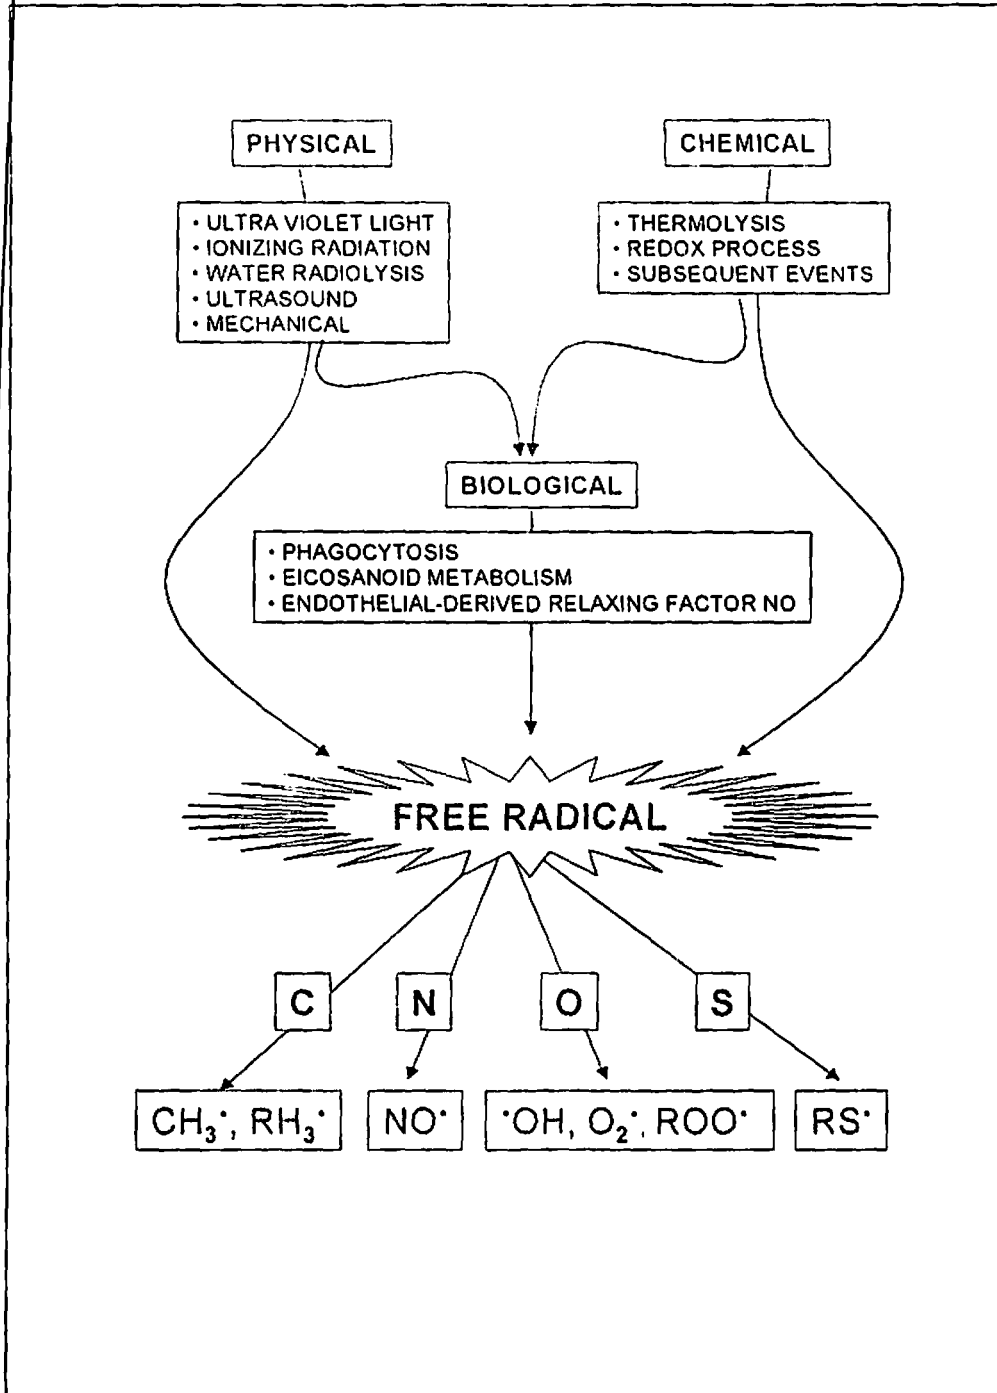 PHYSICAL
CHEMICAL
· ULTRA VIOLET LIGHT
· IONIZING RADIATION
· WATER RADIOLYSIS
· ULTRASOUND
· MECHANICAL
· THERMOLYSIS
· REDOX PROCESS
· SUBSEQUENT EVENTS
BIOLOGICAL
· PHAGOCYTOSIS
· EICOSANOID METABOLISM
· ENDOTHELIAL-DERIVED RELAXING FACTOR NO
FREE RADICAL
C
N
O
S
CH₃˙, RH₃˙
NO˙
˙OH, O₂˙, ROO˙
RS˙